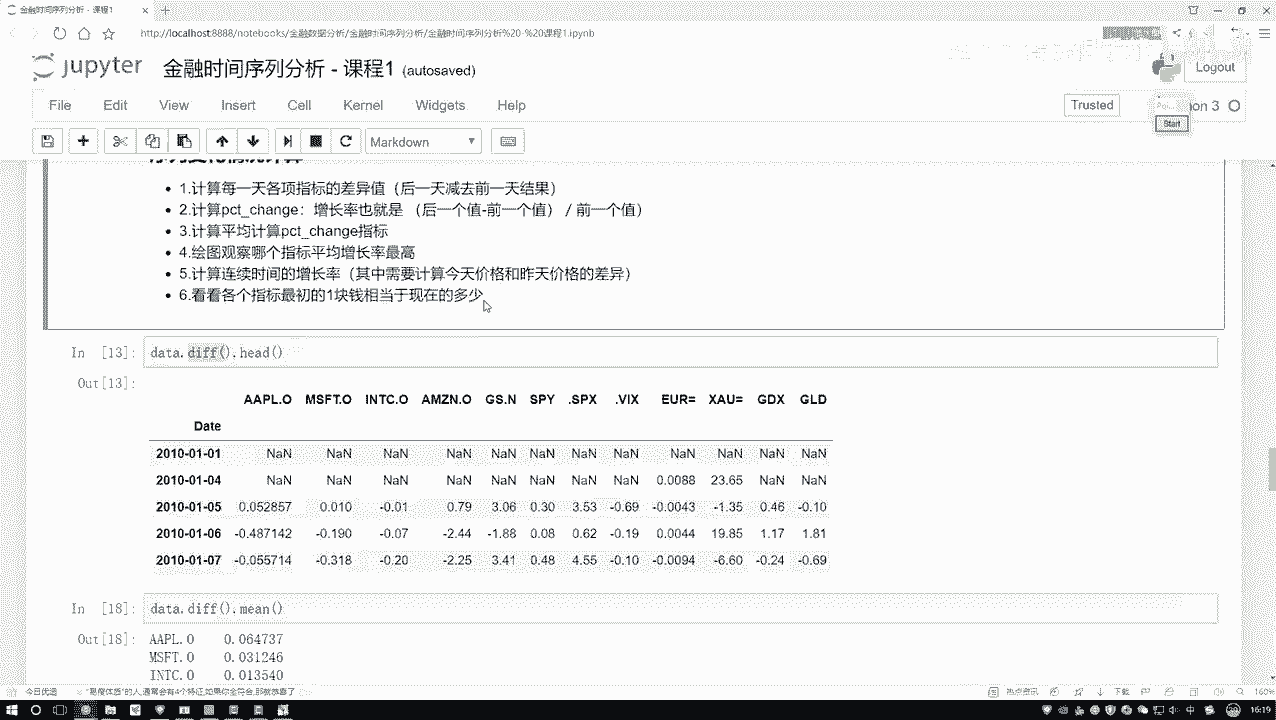 金融时间序列分析 - 课程1
http://localhost:8888/notebooks/金融数据分析/金融时间序列分析/金融时间序列分析%20-%20课程1.ipynb
jupyter 金融时间序列分析 - 课程1 (autosaved)
Logout
File Edit View Insert Cell Kernel Widgets Help
Trusted
on 3
Start
Markdown
1.计算每一天各项指标的差异值（后一天减去前一天结果）
2.计算pct_change：增长率也就是 （后一个值-前一个值）/ 前一个值）
3.计算平均计算pct_change指标
4.绘图观察哪个指标平均增长率最高
5.计算连续时间的增长率（其中需要计算今天价格和昨天价格的差异）
6.看看各个指标最初的1块钱相当于现在的多少
In [13]: data.diff().head()
Out[13]:
AAPL.O MSFT.O INTC.O AMZN.O GS.N SPY .SPX .VIX EUR= XAU= GDX GLD
Date
2010-01-01 NaN NaN NaN NaN NaN NaN NaN NaN NaN NaN NaN NaN
2010-01-04 NaN NaN NaN NaN NaN NaN NaN NaN 0.0088 23.65 NaN NaN
2010-01-05 0.052857 0.010 -0.01 0.79 3.06 0.30 3.53 -0.69 -0.0043 -1.35 0.46 -0.10
2010-01-06 -0.487142 -0.190 -0.07 -2.44 -1.88 0.08 0.62 -0.19 0.0044 19.85 1.17 1.81
2010-01-07 -0.055714 -0.318 -0.20 -2.25 3.41 0.48 4.55 -0.10 -0.0094 -6.60 -0.24 -0.69
In [18]: data.diff().mean()
Out[18]: AAPL.O 0.064737
MSFT.O 0.031246
INTC.O 0.013540
今日优选
热点资讯
下载
160%
中
16:19